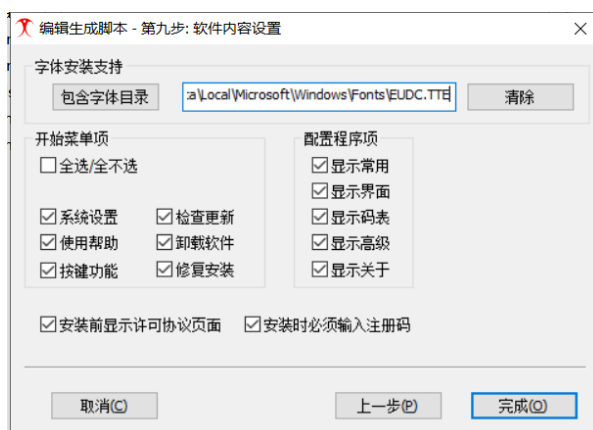 编辑生成脚本 - 第九步: 软件内容设置
字体安装支持
包含字体目录 :a\Local\Microsoft\Windows\Fonts\EUDC.TTE 清除
开始菜单项 配置程序项
全选/全不选 显示常用
显示界面
系统设置 检查更新 显示码表
使用帮助 卸载软件 显示高级
按键功能 修复安装 显示关于
安装前显示许可协议页面 安装时必须输入注册码
取消(C) 上一步(P) 完成(O)